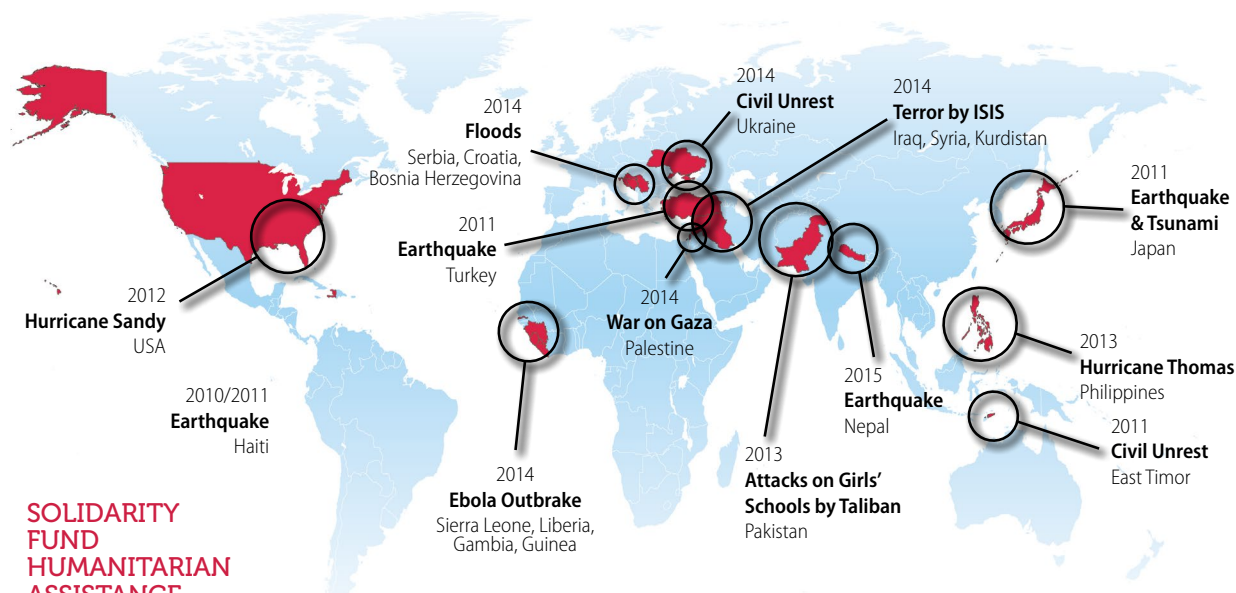 2014
Civil Unrest
Ukraine
2014
Terror by ISIS
Iraq, Syria, Kurdistan
2014
Floods
Serbia, Croatia,
Bosnia Herzegovina
2011
Earthquake
& Tsunami
Japan
2011
Earthquake
Turkey
2012
Hurricane Sandy
USA
2014
War on Gaza
Palestine
2013
Hurricane Thomas
Philippines
2010/2011
Earthquake
Haiti
2015
Earthquake
Nepal
2011
Civil Unrest
East Timor
2013
Attacks on Girls'
Schools by Taliban
Pakistan
2014
Ebola Outbrake
Sierra Leone, Liberia,
Gambia, Guinea
SOLIDARITY
FUND
HUMANITARIAN
ASSISTANCE